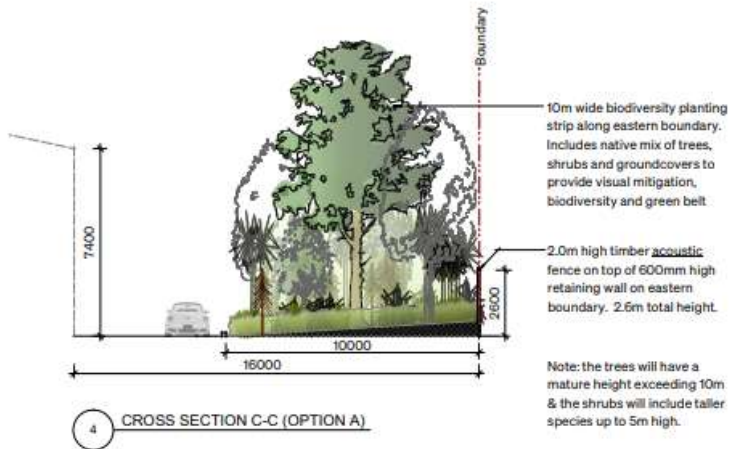 Boundary
10m wide biodiversity planting
strip along eastern boundary.
Includes native mix of trees,
shrubs and groundcovers to
provide visual mitigation,
biodiversity and green belt
7400
2.0m high timber acoustic
fence on top of 600mm high
retaining wall on eastern
boundary. 2.6m total height.
2600
10000
16000
Note: the trees will have a
mature height exceeding 10m
& the shrubs will include taller
species up to 5m high.
4 CROSS SECTION C-C (OPTION A)